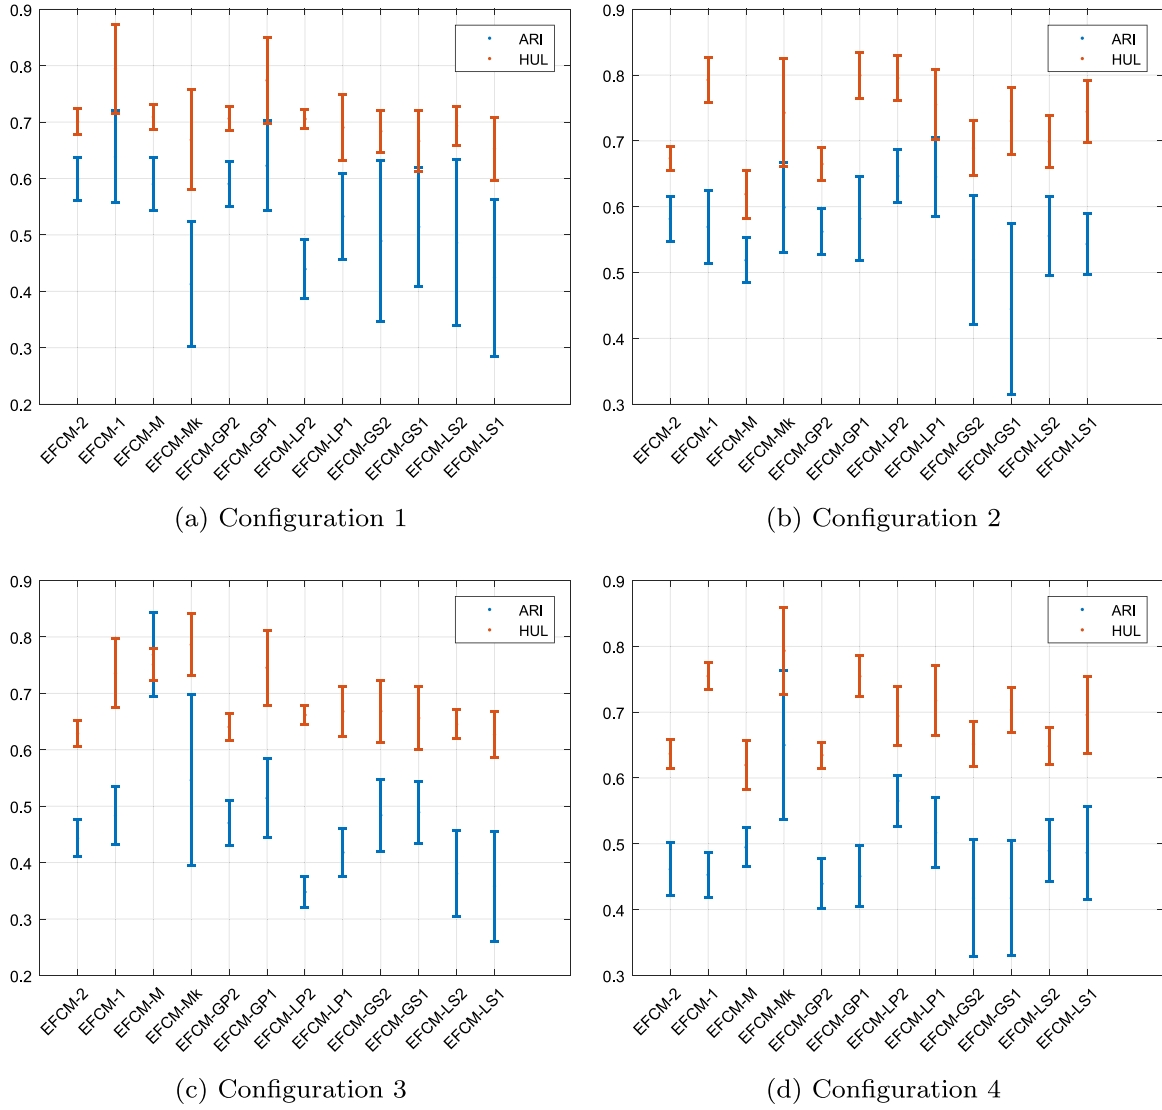 0.9
0.8
0.7
0.6
0.5
0.4
0.3
0.2
ARI
HUL
EFCM-2
EFCM-1
EFCM-M
EFCM-Mk
EFCM-GP2
EFCM-GP1
EFCM-LP2
EFCM-LP1
EFCM-GS2
EFCM-GS1
EFCM-LS2
EFCM-LS1
(a) Configuration 1
0.9
0.8
0.7
0.6
0.5
0.4
0.3
ARI
HUL
EFCM-2
EFCM-1
EFCM-M
EFCM-Mk
EFCM-GP2
EFCM-GP1
EFCM-LP2
EFCM-LP1
EFCM-GS2
EFCM-GS1
EFCM-LS2
EFCM-LS1
(b) Configuration 2
0.9
0.8
0.7
0.6
0.5
0.4
0.3
0.2
ARI
HUL
EFCM-2
EFCM-1
EFCM-M
EFCM-Mk
EFCM-GP2
EFCM-GP1
EFCM-LP2
EFCM-LP1
EFCM-GS2
EFCM-GS1
EFCM-LS2
EFCM-LS1
(c) Configuration 3
0.9
0.8
0.7
0.6
0.5
0.4
0.3
ARI
HUL
EFCM-2
EFCM-1
EFCM-M
EFCM-Mk
EFCM-GP2
EFCM-GP1
EFCM-LP2
EFCM-LP1
EFCM-GS2
EFCM-GS1
EFCM-LS2
EFCM-LS1
(d) Configuration 4